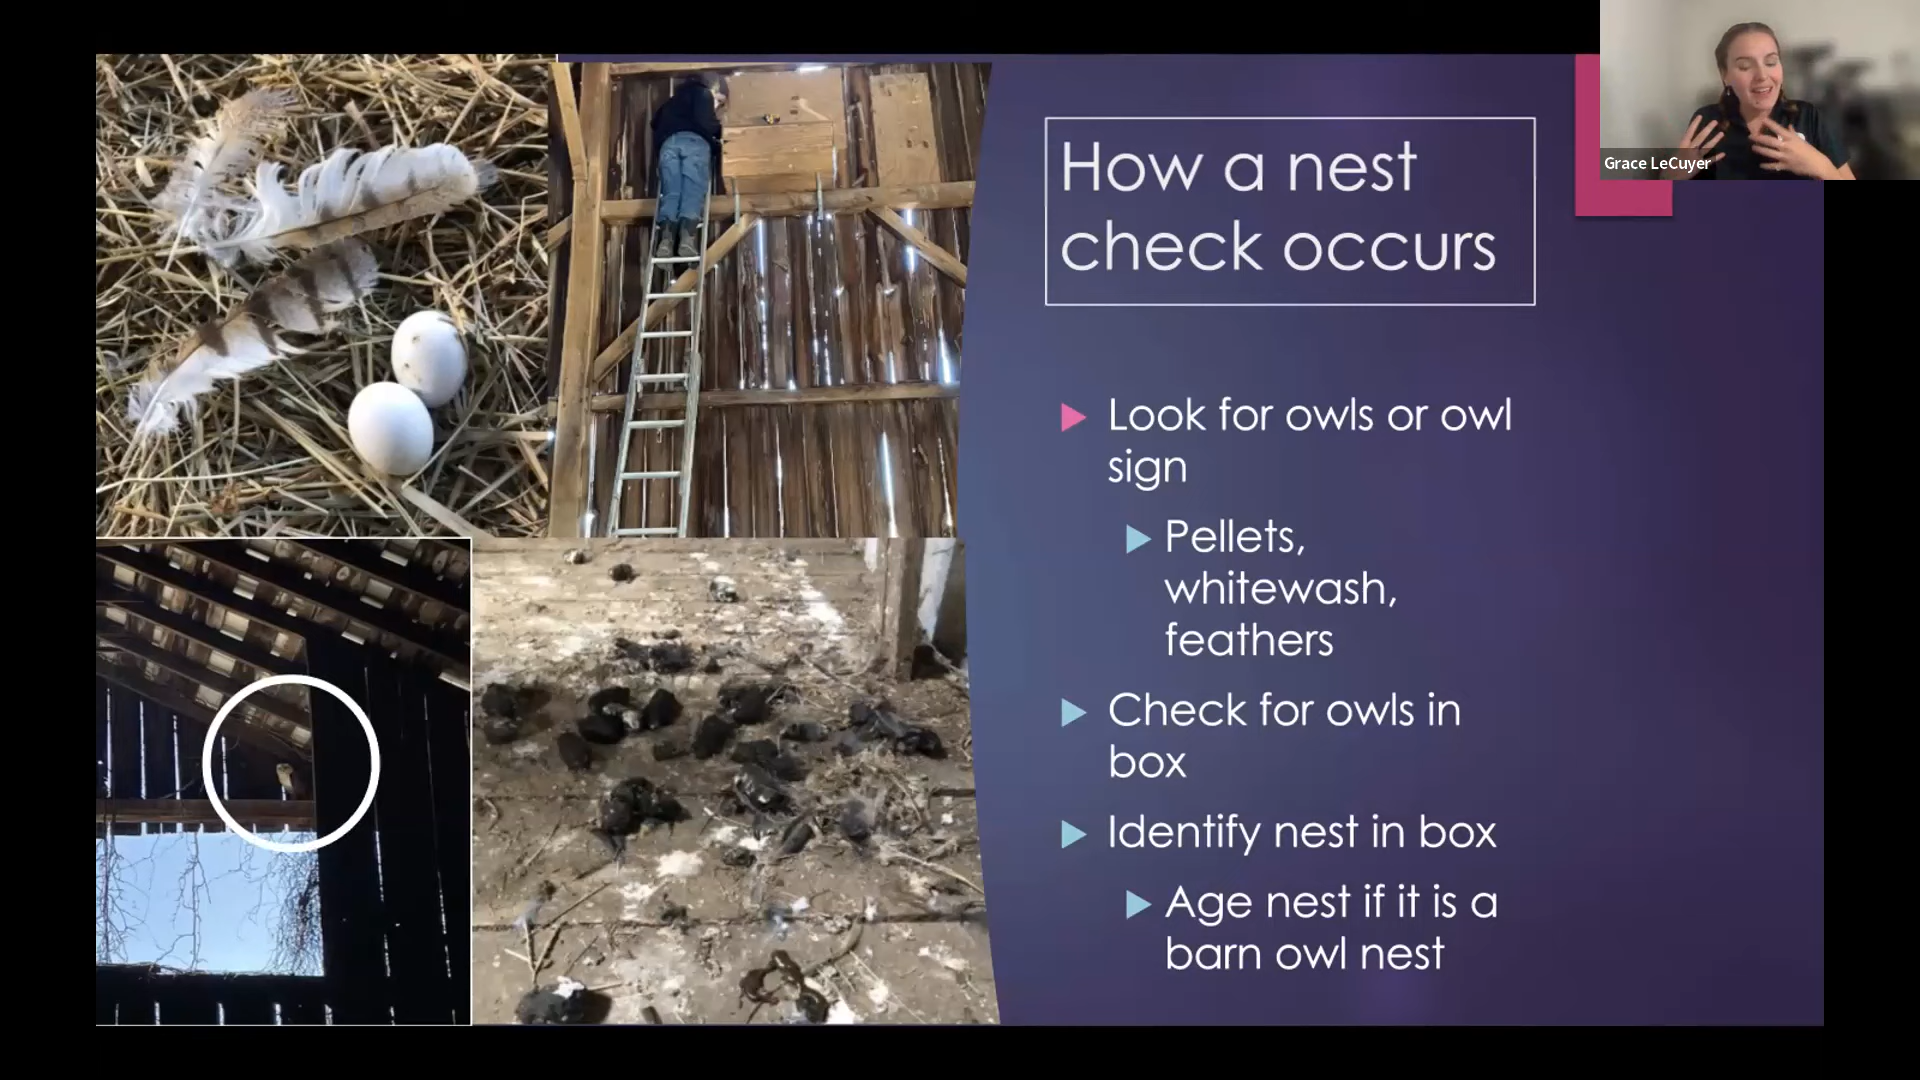 How a nest
check occurs
Look for owls or owl
sign
Pellets,
whitewash,
feathers
Check for owls in
box
Identify nest in box
Age nest if it is a
barn owl nest
Grace LeCuyer